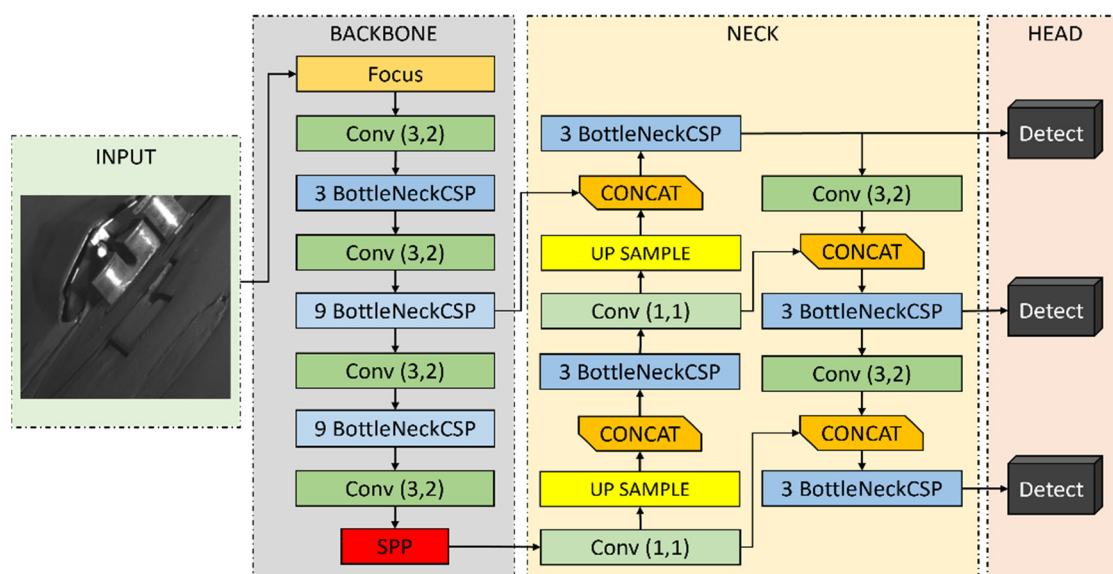 INPUT
BACKBONE
Focus
Conv (3,2)
3 BottleNeckCSP
Conv (3,2)
9 BottleNeckCSP
Conv (3,2)
9 BottleNeckCSP
Conv (3,2)
SPP
NECK
3 BottleNeckCSP
CONCAT
UP SAMPLE
Conv (1,1)
3 BottleNeckCSP
CONCAT
UP SAMPLE
Conv (1,1)
Conv (3,2)
CONCAT
3 BottleNeckCSP
Conv (3,2)
CONCAT
3 BottleNeckCSP
HEAD
Detect
Detect
Detect